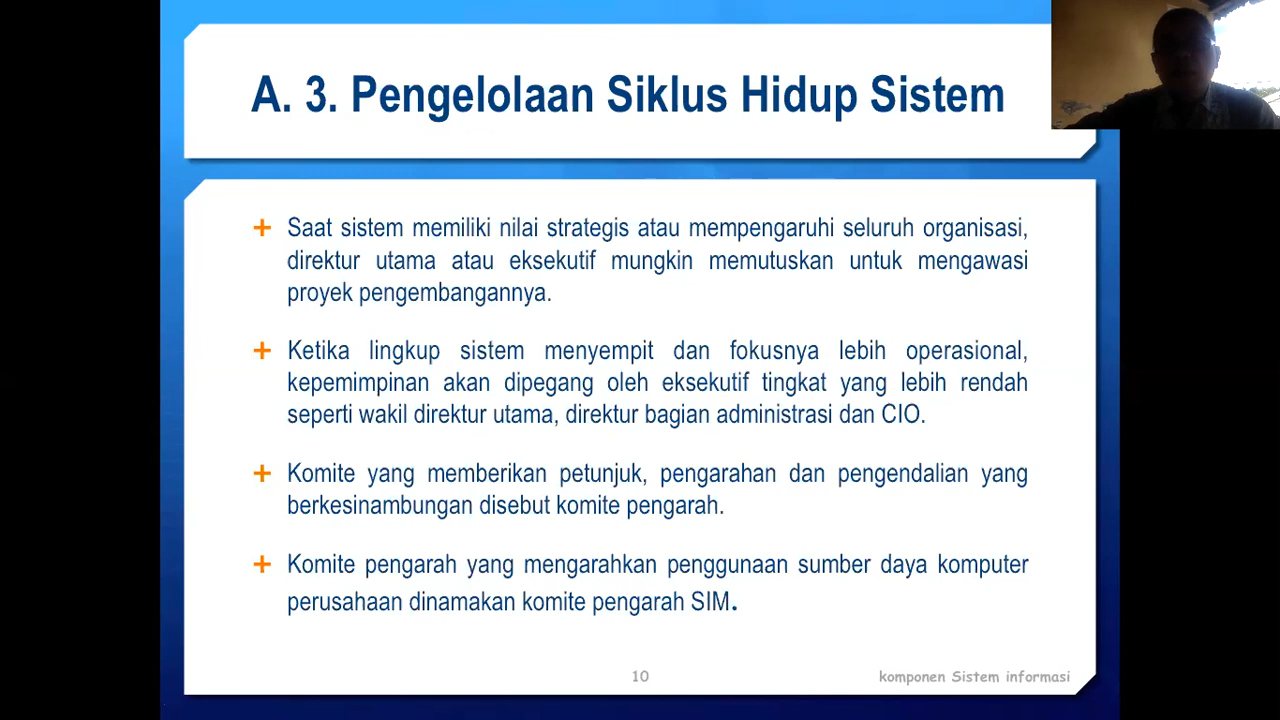 A. 3. Pengelolaan Siklus Hidup Sistem
Saat sistem memiliki nilai strategis atau mempengaruhi seluruh organisasi,
direktur utama atau eksekutif mungkin memutuskan untuk mengawasi
proyek pengembangannya.
Ketika lingkup sistem menyempit dan fokusnya lebih operasional,
kepemimpinan akan dipegang oleh eksekutif tingkat yang lebih rendah
seperti wakil direktur utama, direktur bagian administrasi dan CIO.
Komite yang memberikan petunjuk, pengarahan dan pengendalian yang
berkesinambungan disebut komite pengarah.
Komite pengarah yang mengarahkan penggunaan sumber daya komputer
perusahaan dinamakan komite pengarah SIM.
10
komponen Sistem informasi